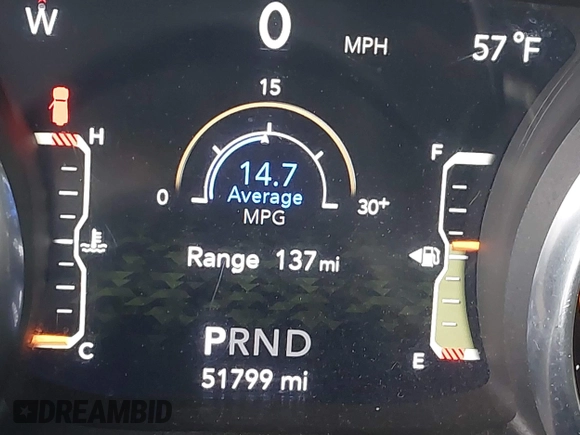 W 0 MPH 57°F
15
H F
14.7
Average
0 MPG 30+
Range 137 mi
PRND
C E
51799 mi
DREAMBID